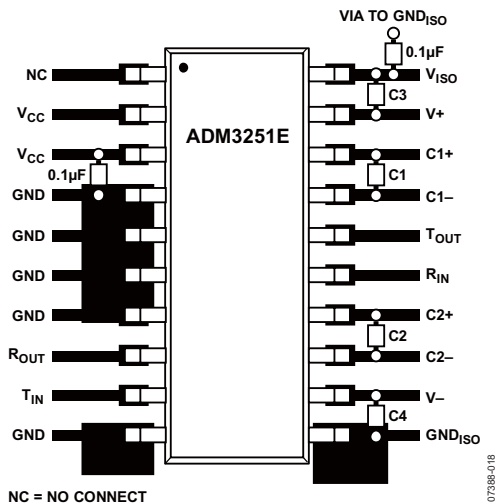 VIA TO GNDISO
0.1µF
NC
VISO
C3
VCC
V+
ADM3251E
VCC
C1+
0.1µF
C1
GND
C1–
GND
TOUT
GND
RIN
GND
C2+
C2
ROUT
C2–
TIN
V–
C4
GND
GNDISO
NC = NO CONNECT
07388-018